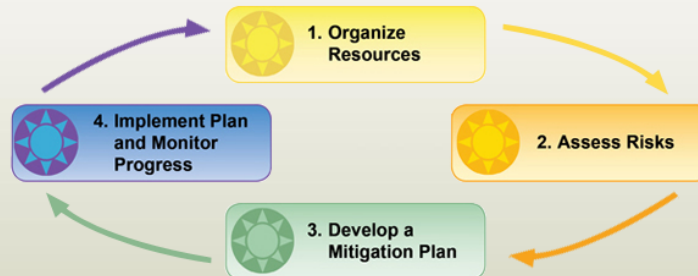 1. Organize
Resources
2. Assess Risks
3. Develop a
Mitigation Plan
4. Implement Plan
and Monitor
Progress